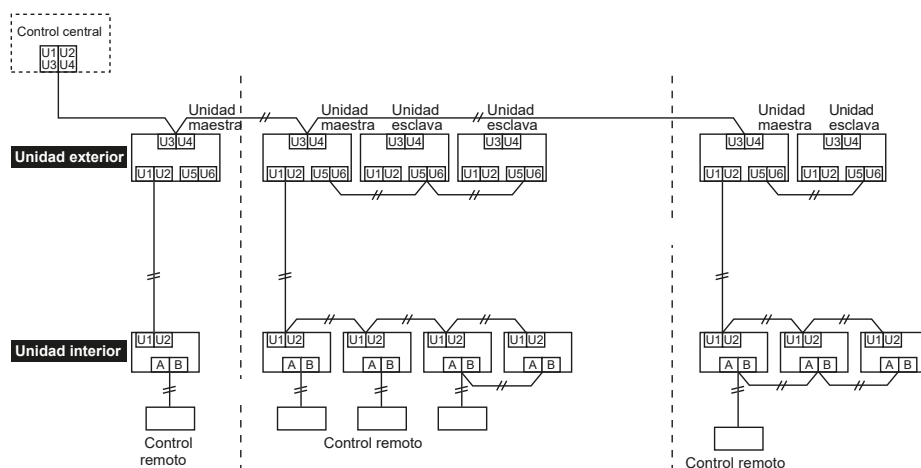 Control central
U1 U2
U3 U4
Unidad maestra
Unidad maestra
Unidad esclava
Unidad esclava
Unidad maestra
Unidad esclava
Unidad exterior
U3 U4
U3 U4
U3 U4
U3 U4
U3 U4
U3 U4
U1 U2 U5 U6
U1 U2 U5 U6
U1 U2 U5 U6
U1 U2 U5 U6
U1 U2 U5 U6
U1 U2 U5 U6
Unidad interior
U1 U2
U1 U2
U1 U2
U1 U2
U1 U2
U1 U2
U1 U2
U1 U2
A B
A B
A B
A B
A B
A B
A B
A B
Control remoto
Control remoto
Control remoto